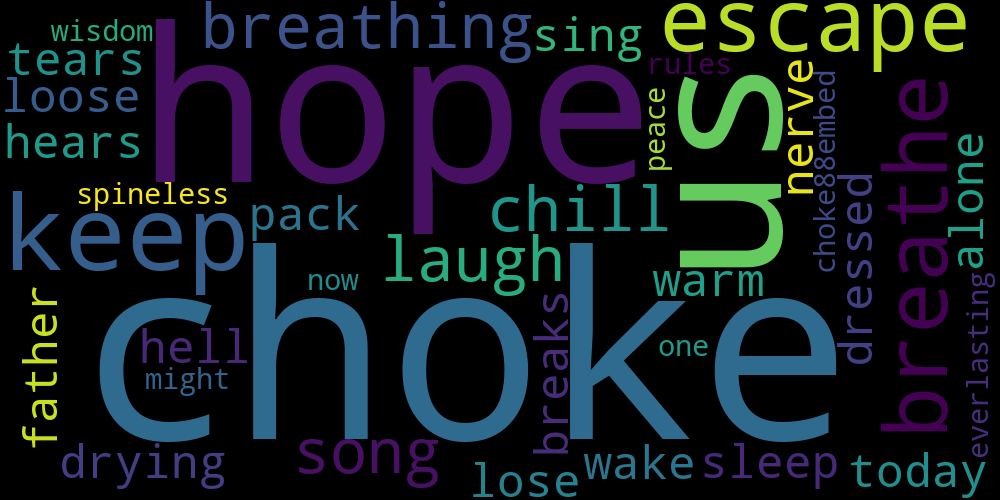 wisdom
breathing
sing
escape
tears
hope
rules
us
loose
peace
nerve
choke88embed
breathe
hears
alone
spineless
keep
pack
chill
dressed
laugh
now
warm
choke
father
hell
might
breaks
one
everlasting
drying
song
lose
wake
sleep
today